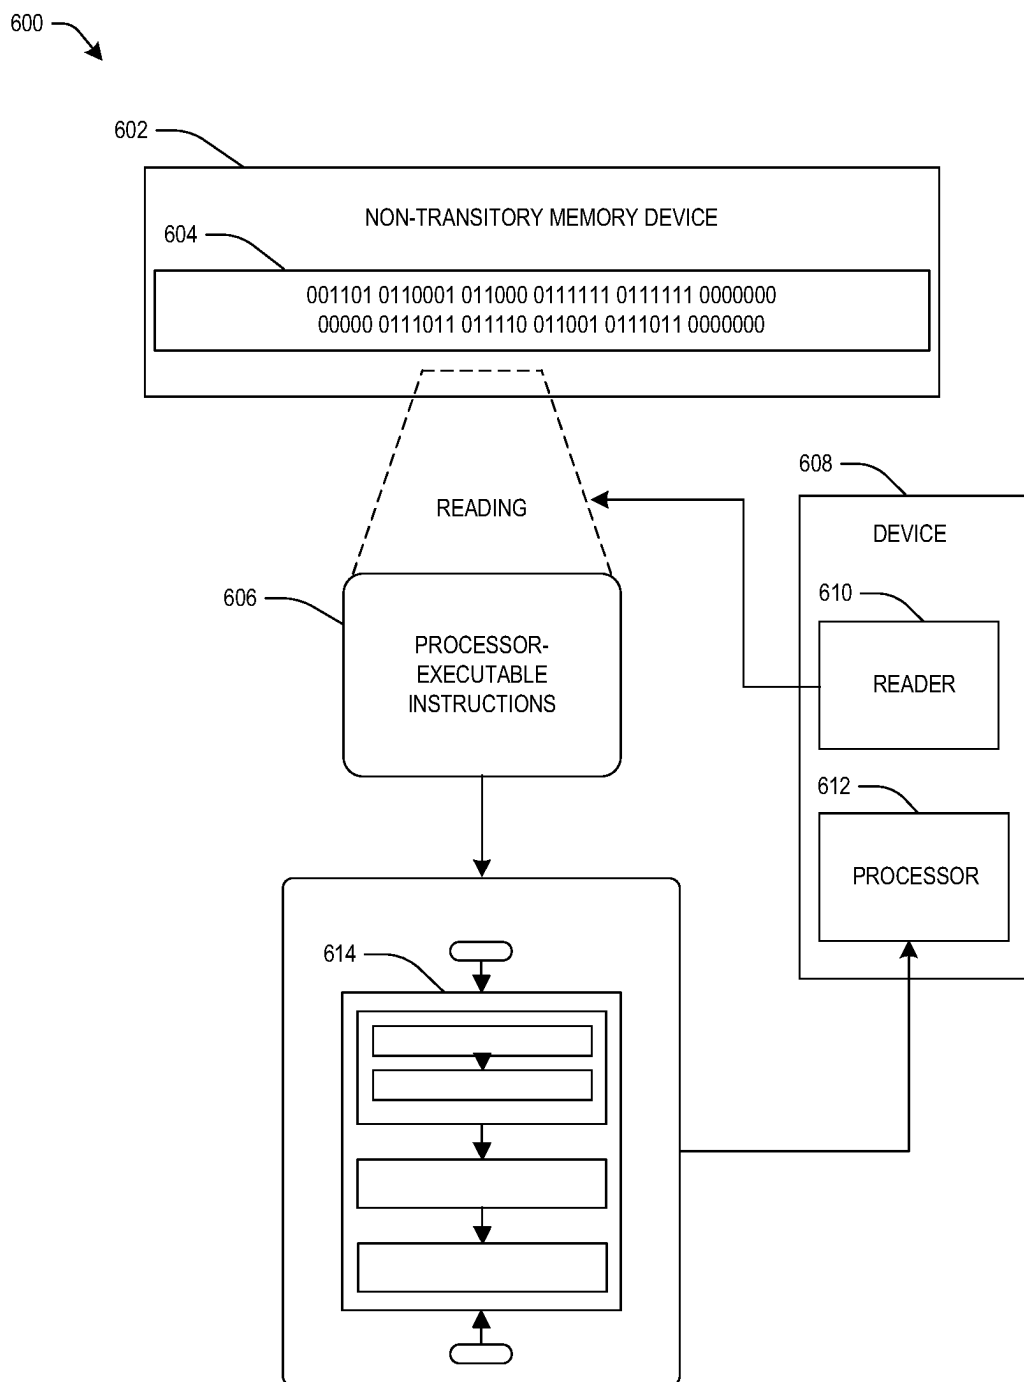 600
602
NON-TRANSITORY MEMORY DEVICE
604
001101 0110001 011000 0111111 0111111 0000000
00000 0111011 011110 011001 0111011 0000000
608
READING
DEVICE
606
610
PROCESSOR-
EXECUTABLE
INSTRUCTIONS
READER
612
PROCESSOR
614